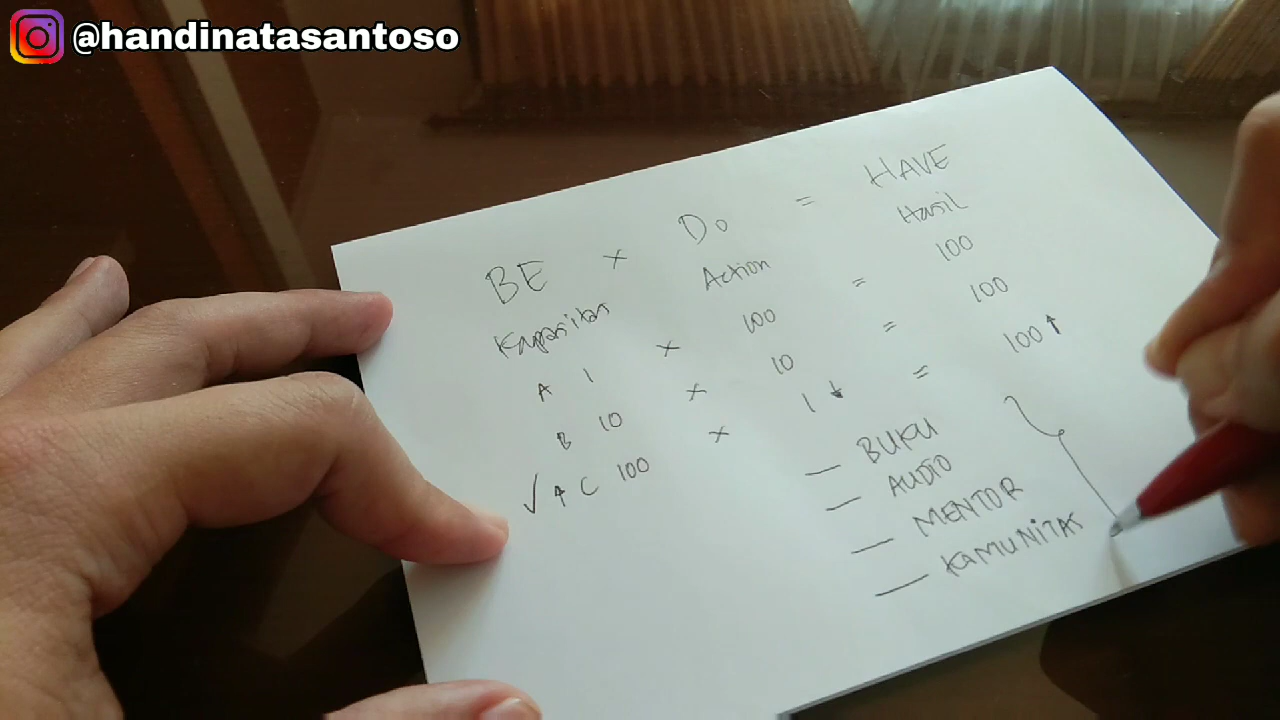 @handinatasantoso
BE x Do = HAVE
Kapasitas Action Hasil
A 1 x 100 = 100
B 10 x 10 = 100
√ ↑ C 100 x 1 ↓ = 100 ↑
— BUKU
— AUDIO
— MENTOR
— KAMUNITAS